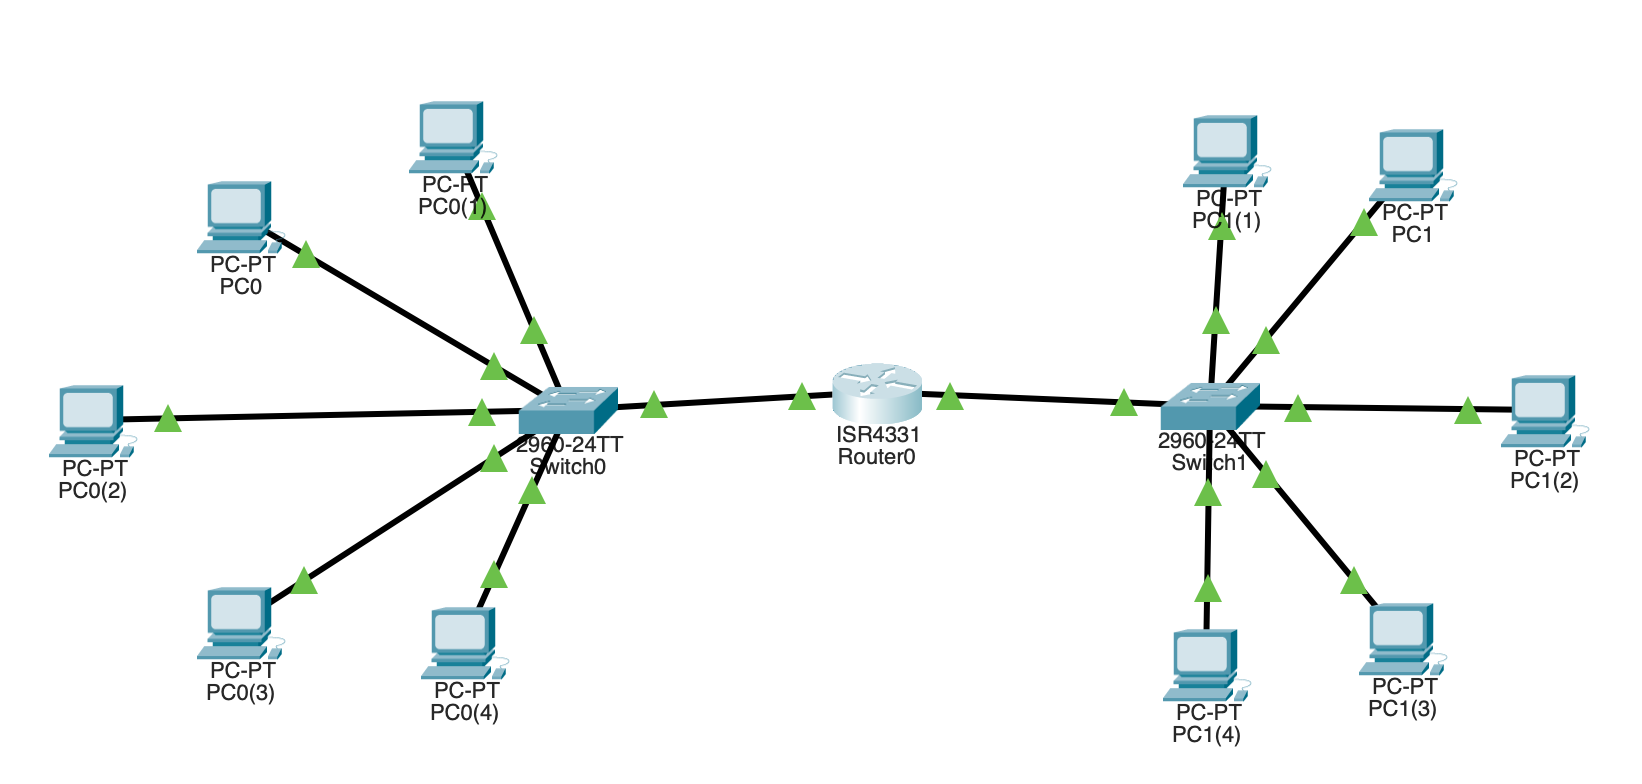 PC-PT
PC0(1)
PC-PT
PC0
PC-PT
PC0(2)
PC-PT
PC0(3)
PC-PT
PC0(4)
2960-24TT
Switch0
ISR4331
Router0
2960-24TT
Switch1
PC-PT
PC1(1)
PC-PT
PC1
PC-PT
PC1(2)
PC-PT
PC1(3)
PC-PT
PC1(4)